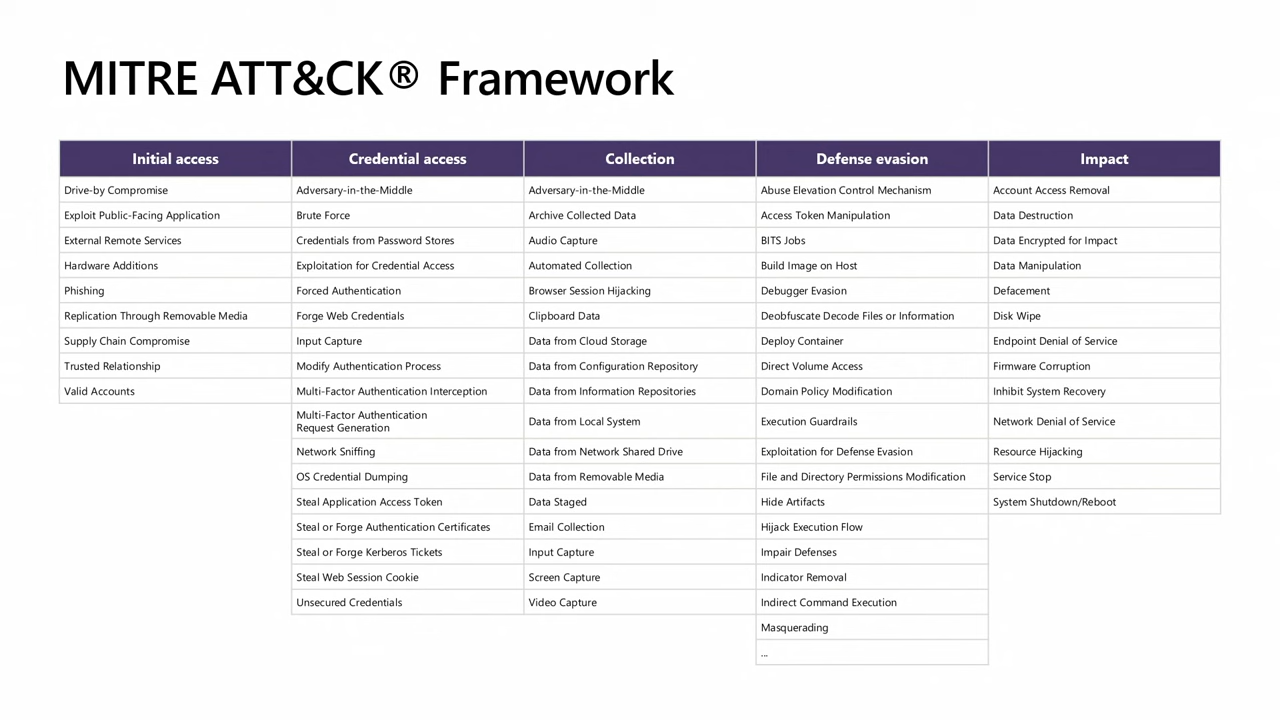 MITRE ATT&CK® Framework
Initial access
Credential access
Collection
Defense evasion
Impact
Drive-by Compromise
Adversary-in-the-Middle
Adversary-in-the-Middle
Abuse Elevation Control Mechanism
Account Access Removal
Exploit Public-Facing Application
Brute Force
Archive Collected Data
Access Token Manipulation
Data Destruction
External Remote Services
Credentials from Password Stores
Audio Capture
BITS Jobs
Data Encrypted for Impact
Hardware Additions
Exploitation for Credential Access
Automated Collection
Build Image on Host
Data Manipulation
Phishing
Forced Authentication
Browser Session Hijacking
Debugger Evasion
Defacement
Replication Through Removable Media
Forge Web Credentials
Clipboard Data
Deobfuscate Decode Files or Information
Disk Wipe
Supply Chain Compromise
Input Capture
Data from Cloud Storage
Deploy Container
Endpoint Denial of Service
Trusted Relationship
Modify Authentication Process
Data from Configuration Repository
Direct Volume Access
Firmware Corruption
Valid Accounts
Multi-Factor Authentication Interception
Data from Information Repositories
Domain Policy Modification
Inhibit System Recovery
Multi-Factor Authentication
Request Generation
Data from Local System
Execution Guardrails
Network Denial of Service
Network Sniffing
Data from Network Shared Drive
Exploitation for Defense Evasion
Resource Hijacking
OS Credential Dumping
Data from Removable Media
File and Directory Permissions Modification
Service Stop
Steal Application Access Token
Data Staged
Hide Artifacts
System Shutdown/Reboot
Steal or Forge Authentication Certificates
Email Collection
Hijack Execution Flow
Steal or Forge Kerberos Tickets
Input Capture
Impair Defenses
Steal Web Session Cookie
Screen Capture
Indicator Removal
Unsecured Credentials
Video Capture
Indirect Command Execution
Masquerading
...